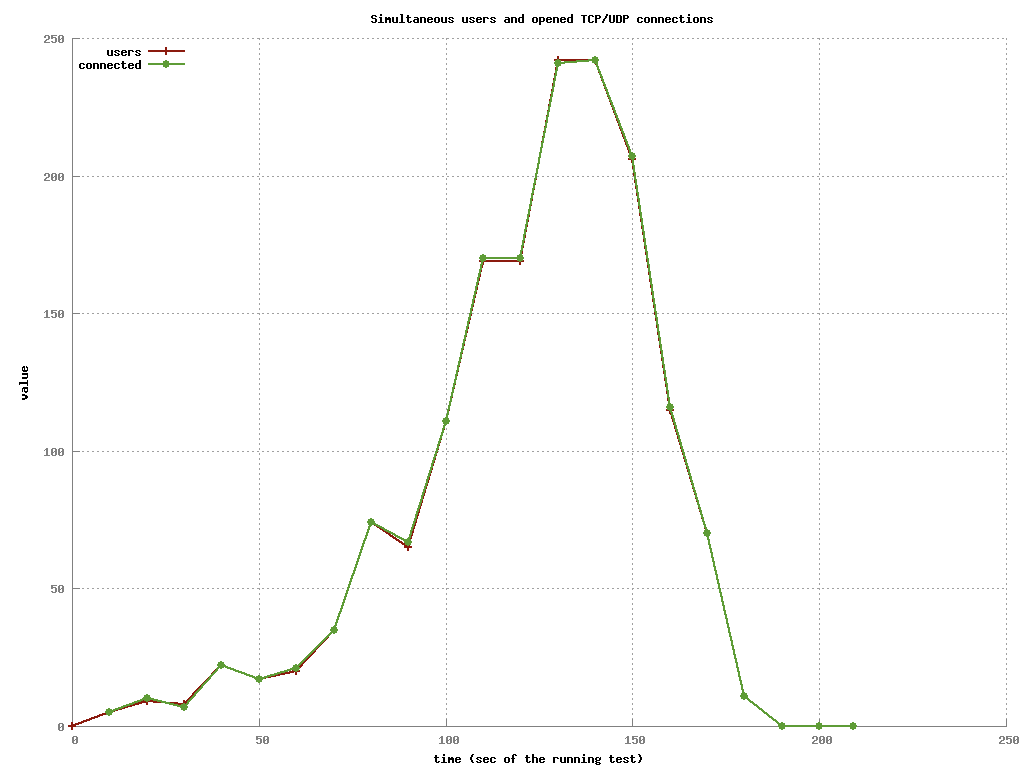 Simultaneous users and opened TCP/UDP connections
250
users
connected
200
150
value
100
50
0
0 50 100 150 200 250
time (sec of the running test)